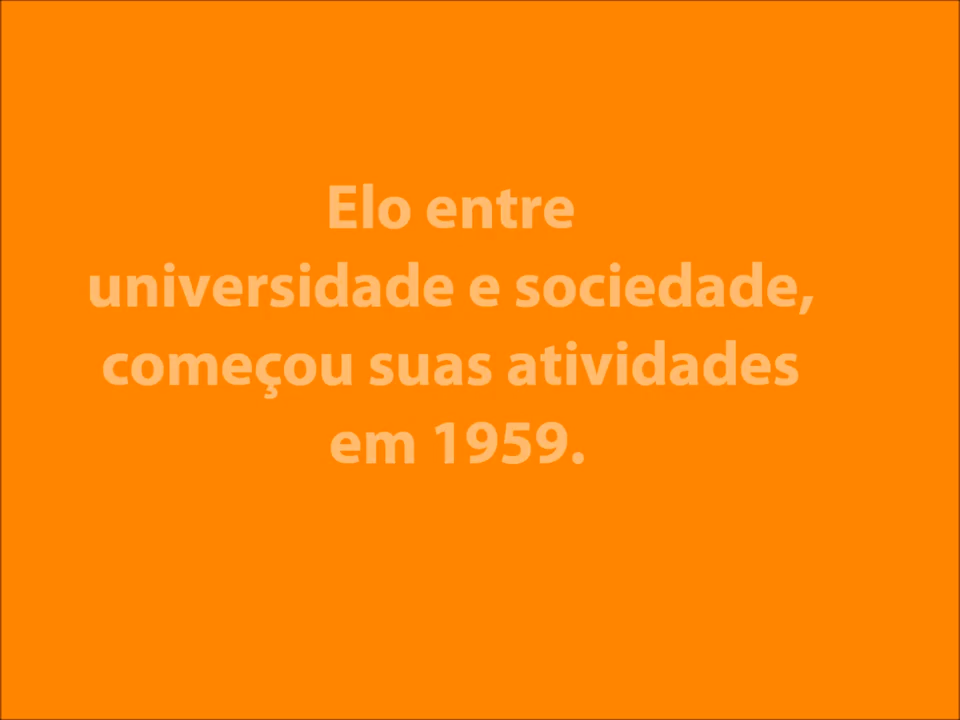 Elo entre
universidade e sociedade,
começou suas atividades
em 1959.